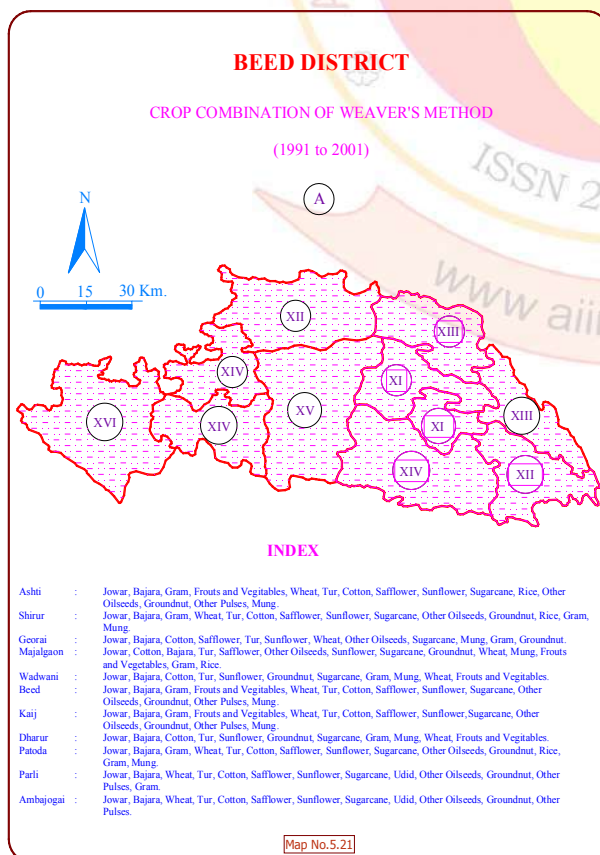 BEED DISTRICT
CROP COMBINATION OF WEAVER'S METHOD
(1991 to 2001)
ISSN 2
A
N
www aii
0 15 30 Km.
XII
XIII
XIV
XI
XVI
XIV
XV
XI
XIII
XIV
XII
INDEX
Ashti : Jowar, Bajara, Gram, Frouts and Vegitables, Wheat, Tur, Cotton, Safflower, Sunflower, Sugarcane, Rice, Other
Oilseeds, Groundnut, Other Pulses, Mung.
Shirur : Jowar, Bajara, Gram, Wheat, Tur, Cotton, Safflower, Sunflower, Sugarcane, Other Oilseeds, Groundnut, Rice, Gram,
Mung.
Georai : Jowar, Bajara, Cotton, Safflower, Tur, Sunflower, Wheat, Other Oilseeds, Sugarcane, Mung, Gram, Groundnut.
Majalgaon : Jowar, Cotton, Bajara, Tur, Safflower, Other Oilseeds, Sunflower, Sugarcane, Groundnut, Wheat, Mung, Frouts
and Vegetables, Gram, Rice.
Wadwani : Jowar, Bajara, Cotton, Tur, Sunflower, Groundnut, Sugarcane, Gram, Mung, Wheat, Frouts and Vegetables.
Beed : Jowar, Bajara, Gram, Frouts and Vegitables, Wheat, Tur, Cotton, Safflower, Sunflower, Sugarcane, Other
Oilseeds, Groundnut, Other Pulses, Mung.
Kaij : Jowar, Bajara, Gram, Frouts and Vegitables, Wheat, Tur, Cotton, Safflower, Sunflower,Sugarcane, Other
Oilseeds, Groundnut, Other Pulses, Mung.
Dharur : Jowar, Bajara, Cotton, Tur, Sunflower, Groundnut, Sugarcane, Gram, Mung, Wheat, Frouts and Vegetables.
Patoda : Jowar, Bajara, Gram, Wheat, Tur, Cotton, Safflower, Sunflower, Sugarcane, Other Oilseeds, Groundnut, Rice,
Gram, Mung.
Parli : Jowar, Bajara, Wheat, Tur, Cotton, Safflower, Sunflower, Sugarcane, Udid, Other Oilseeds, Groundnut, Other
Pulses, Gram.
Ambajogai : Jowar, Bajara, Wheat, Tur, Cotton, Safflower, Sunflower, Sugarcane, Udid, Other Oilseeds, Groundnut, Other
Pulses.
Map No.5.21